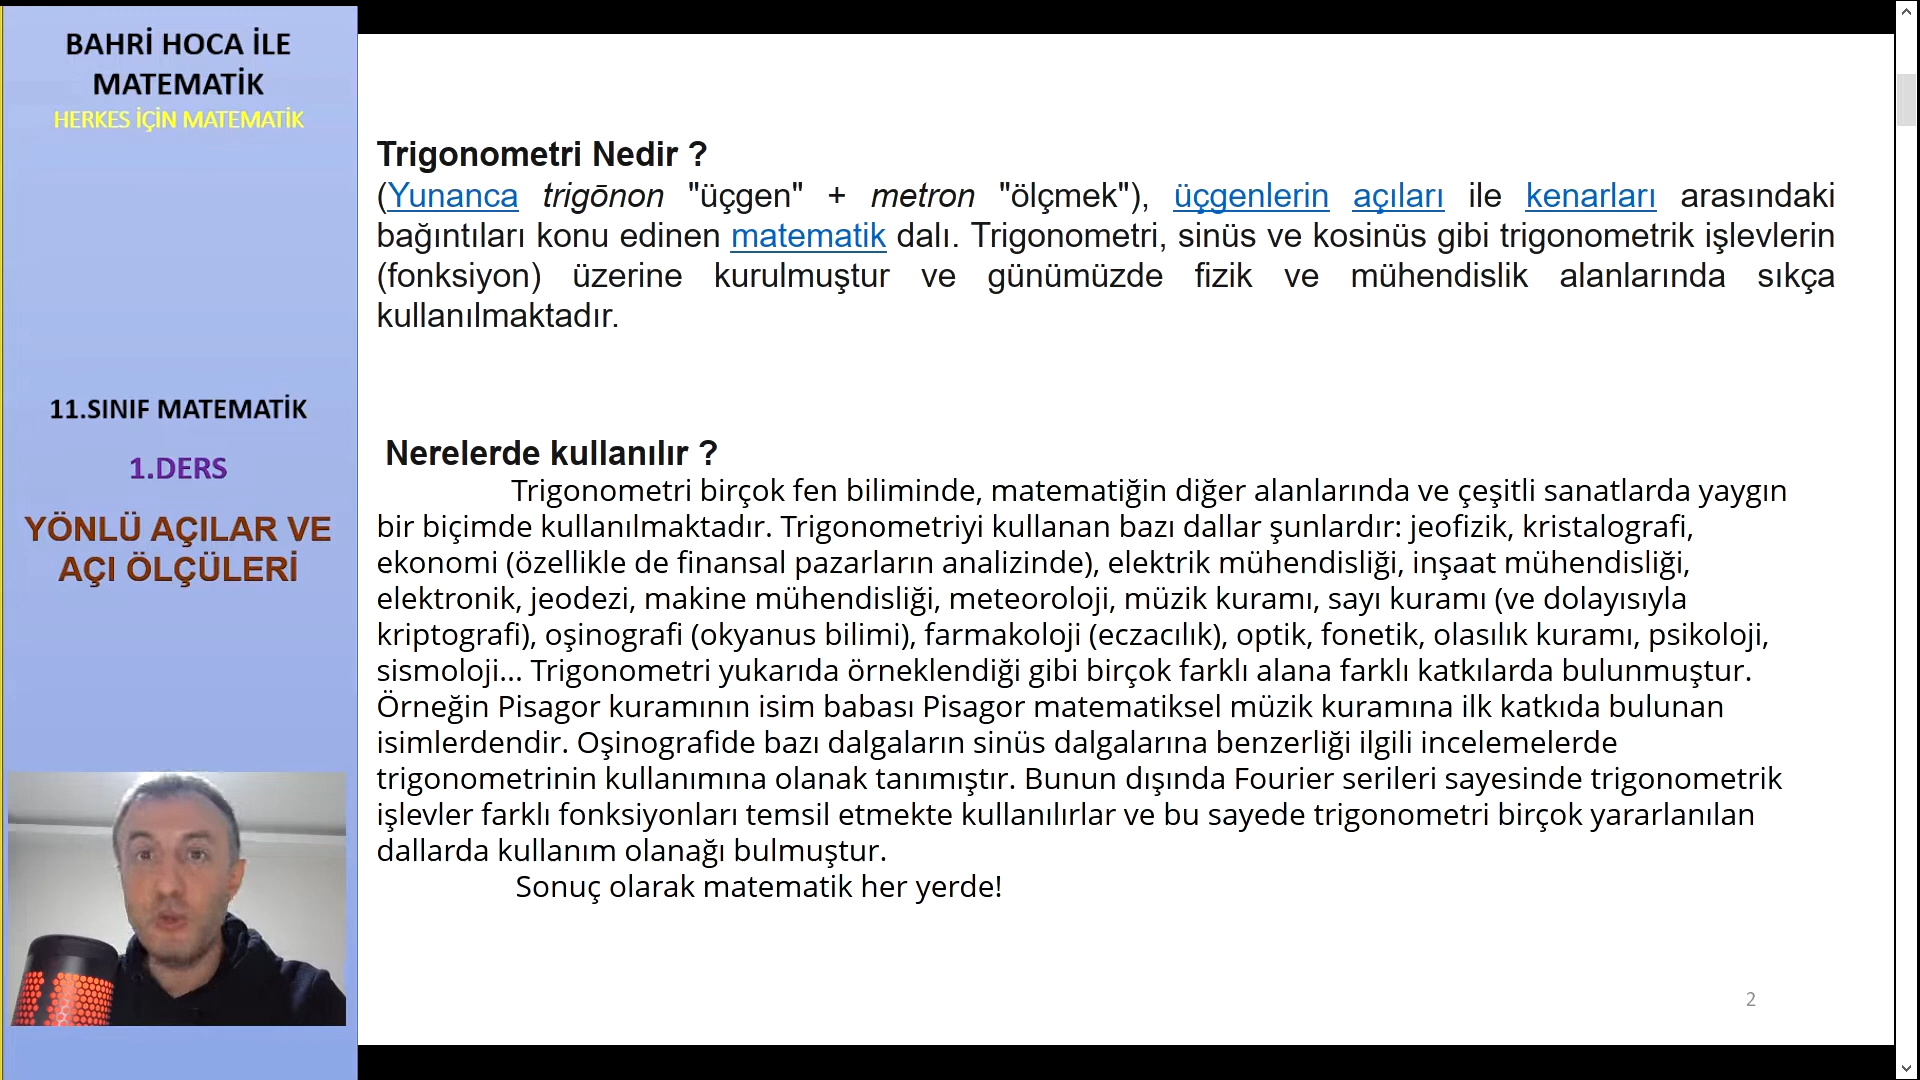 BAHRİ HOCA İLE
MATEMATİK
HERKES İÇİN MATEMATİK
11.SINIF MATEMATİK
1.DERS
YÖNLÜ AÇILAR VE
AÇI ÖLÇÜLERİ
Trigonometri Nedir ?
(Yunanca trigōnon "üçgen" + metron "ölçmek"), üçgenlerin açıları ile kenarları arasındaki
bağıntıları konu edinen matematik dalı. Trigonometri, sinüs ve kosinüs gibi trigonometrik işlevlerin
(fonksiyon) üzerine kurulmuştur ve günümüzde fizik ve mühendislik alanlarında sıkça
kullanılmaktadır.
Nerelerde kullanılır ?
Trigonometri birçok fen biliminde, matematiğin diğer alanlarında ve çeşitli sanatlarda yaygın
bir biçimde kullanılmaktadır. Trigonometriyi kullanan bazı dallar şunlardır: jeofizik, kristalografi,
ekonomi (özellikle de finansal pazarların analizinde), elektrik mühendisliği, inşaat mühendisliği,
elektronik, jeodezi, makine mühendisliği, meteoroloji, müzik kuramı, sayı kuramı (ve dolayısıyla
kriptografi), oşinografi (okyanus bilimi), farmakoloji (eczacılık), optik, fonetik, olasılık kuramı, psikoloji,
sismoloji... Trigonometri yukarıda örneklendiği gibi birçok farklı alana farklı katkılarda bulunmuştur.
Örneğin Pisagor kuramının isim babası Pisagor matematiksel müzik kuramına ilk katkıda bulunan
isimlerdendir. Oşinografide bazı dalgaların sinüs dalgalarına benzerliği ilgili incelemelerde
trigonometrinin kullanımına olanak tanımıştır. Bunun dışında Fourier serileri sayesinde trigonometrik
işlevler farklı fonksiyonları temsil etmekte kullanılırlar ve bu sayede trigonometri birçok yararlanılan
dallarda kullanım olanağı bulmuştur.
Sonuç olarak matematik her yerde!
2